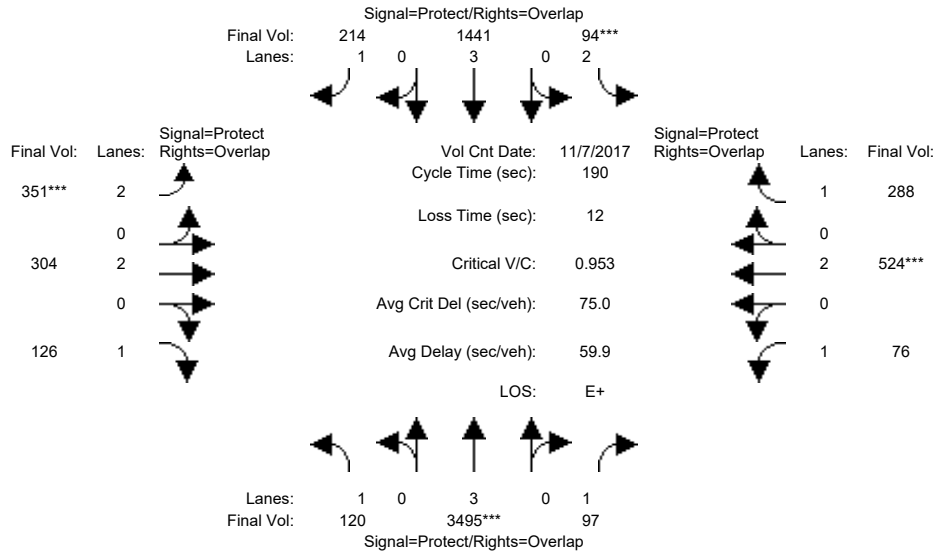 Signal=Protect/Rights=Overlap
Final Vol: 214 1441 94***
Lanes: 1 0 3 0 2
Signal=Protect Signal=Protect
Final Vol: Lanes: Rights=Overlap Vol Cnt Date: 11/7/2017 Rights=Overlap Lanes: Final Vol:
Cycle Time (sec): 190
351*** 2 1 288
Loss Time (sec): 12
0 0
304 2 Critical V/C: 0.953 2 524***
0 Avg Crit Del (sec/veh): 75.0 0
126 1 Avg Delay (sec/veh): 59.9 1 76
LOS: E+
Lanes: 1 0 3 0 1
Final Vol: 120 3495*** 97
Signal=Protect/Rights=Overlap